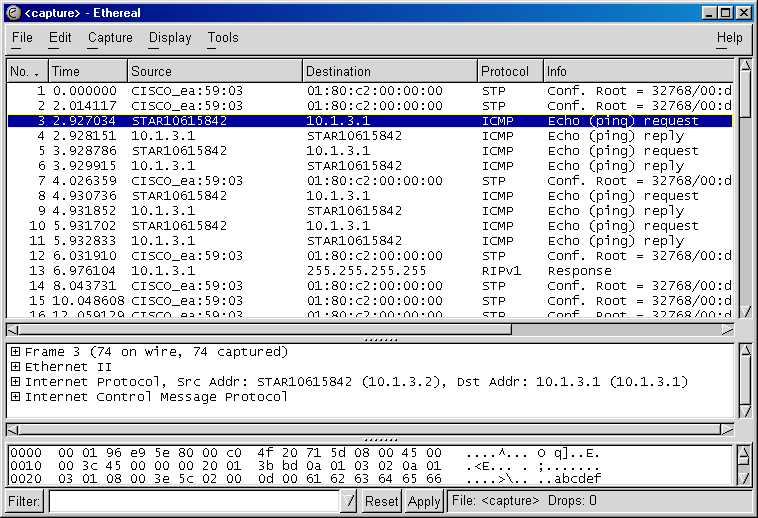 <capture> - Ethereal
File Edit Capture Display Tools Help
No. Time Source Destination Protocol Info
1 0.000000 CISCO_ea:59:03 01:80:c2:00:00:00 STP Conf. Root = 32768/00:d
2 2.014117 CISCO_ea:59:03 01:80:c2:00:00:00 STP Conf. Root = 32768/00:d
3 2.927034 STAR10615842 10.1.3.1 ICMP Echo (ping) request
4 2.928151 10.1.3.1 STAR10615842 ICMP Echo (ping) reply
5 3.928786 STAR10615842 10.1.3.1 ICMP Echo (ping) request
6 3.929915 10.1.3.1 STAR10615842 ICMP Echo (ping) reply
7 4.026359 CISCO_ea:59:03 01:80:c2:00:00:00 STP Conf. Root = 32768/00:d
8 4.930736 STAR10615842 10.1.3.1 ICMP Echo (ping) request
9 4.931852 10.1.3.1 STAR10615842 ICMP Echo (ping) reply
10 5.931702 STAR10615842 10.1.3.1 ICMP Echo (ping) request
11 5.932833 10.1.3.1 STAR10615842 ICMP Echo (ping) reply
12 6.031910 CISCO_ea:59:03 01:80:c2:00:00:00 STP Conf. Root = 32768/00:d
13 6.976104 10.1.3.1 255.255.255.255 RIPv1 Response
14 8.043731 CISCO_ea:59:03 01:80:c2:00:00:00 STP Conf. Root = 32768/00:d
15 10.048608 CISCO_ea:59:03 01:80:c2:00:00:00 STP Conf. Root = 32768/00:d
16 12.059129 CISCO_ea:59:03 01:80:c2:00:00:00 STP Conf. Root = 32768/00:d
Frame 3 (74 on wire, 74 captured)
Ethernet II
Internet Protocol, Src Addr: STAR10615842 (10.1.3.2), Dst Addr: 10.1.3.1 (10.1.3.1)
Internet Control Message Protocol
0000 00 01 96 e9 5e 80 00 c0 4f 20 71 5d 08 00 45 00 ....^... O q]..E.
0010 00 3c 45 00 00 00 20 01 3b bd 0a 01 03 02 0a 01 .<E... . ;.......
0020 03 01 08 00 3e 5c 02 00 0d 00 61 62 63 64 65 66 ....>\.. ..abcdef
Filter: Reset Apply File: <capture> Drops: 0